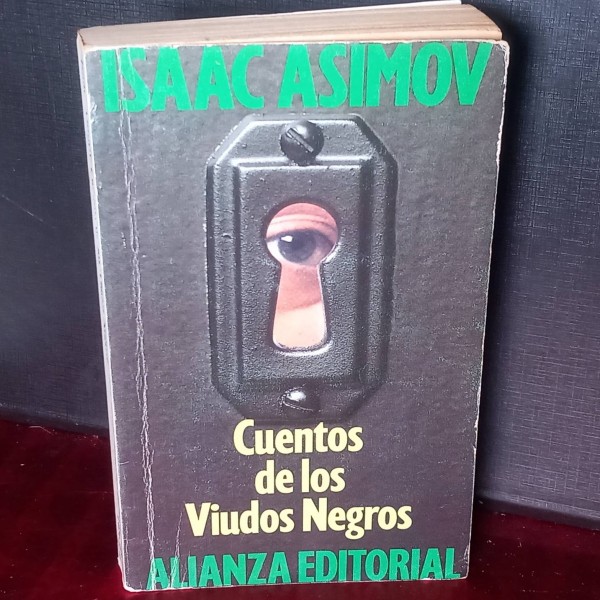 ISAAC ASIMOV
Cuentos
de los
Viudos Negros
ALIANZA EDITORIAL